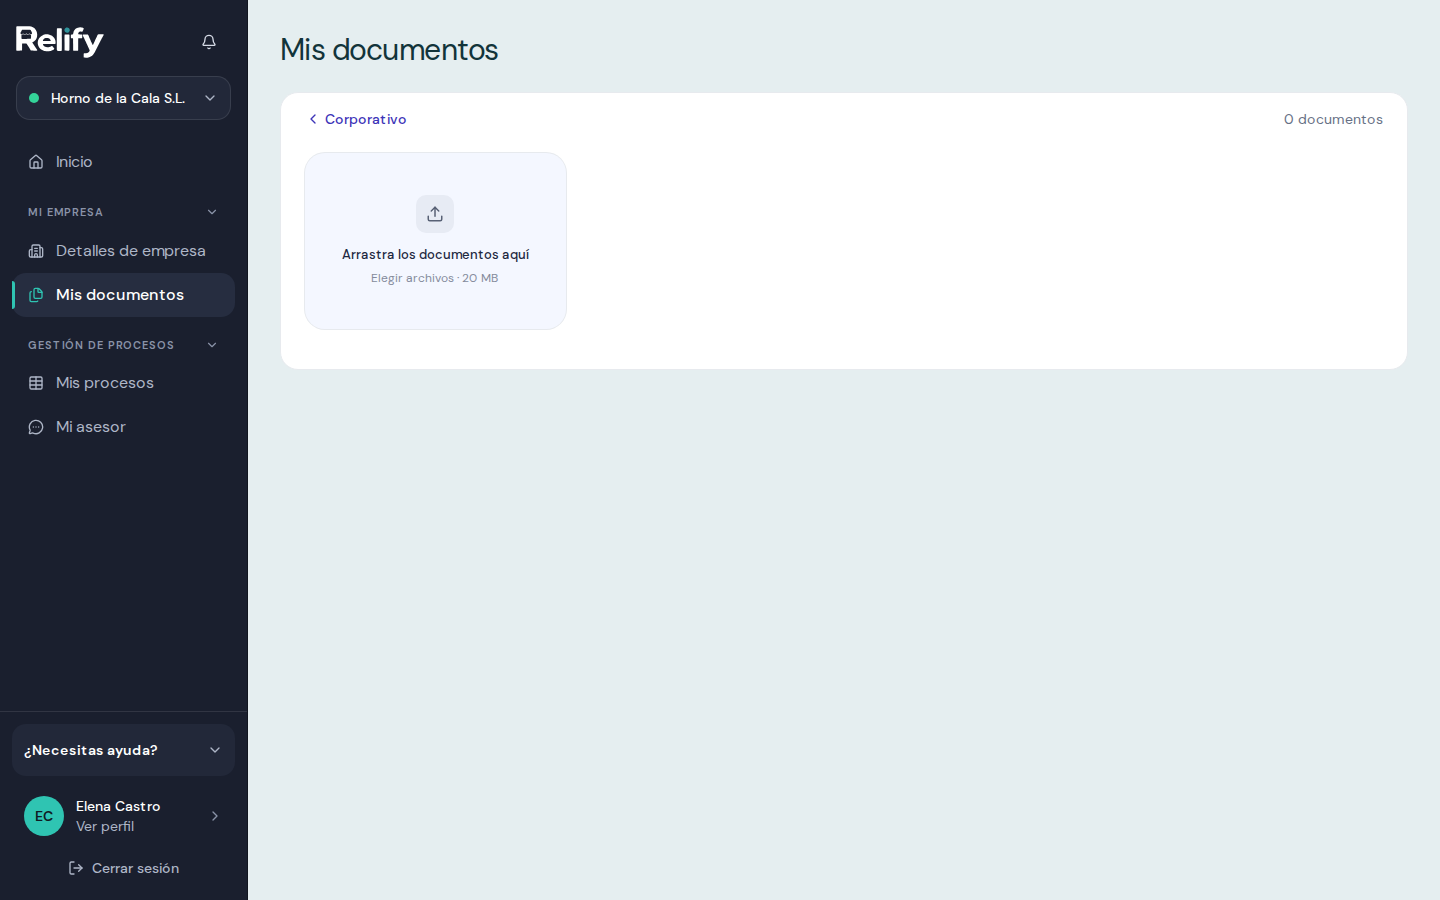 Relify
Horno de la Cala S.L.
Inicio
MI EMPRESA
Detalles de empresa
Mis documentos
GESTIÓN DE PROCESOS
Mis procesos
Mi asesor
¿Necesitas ayuda?
EC
Elena Castro
Ver perfil
Cerrar sesión
Mis documentos
Corporativo
0 documentos
Arrastra los documentos aquí
Elegir archivos · 20 MB